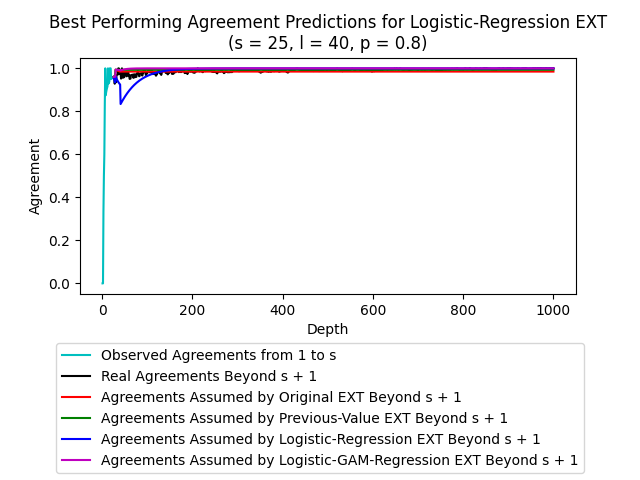 Best Performing Agreement Predictions for Logistic-Regression EXT
(s = 25, l = 40, p = 0.8)
1.0
0.8
0.6
0.4
0.2
0.0
Agreement
0
200
400
600
800
1000
Depth
Observed Agreements from 1 to s
Real Agreements Beyond s + 1
Agreements Assumed by Original EXT Beyond s + 1
Agreements Assumed by Previous-Value EXT Beyond s + 1
Agreements Assumed by Logistic-Regression EXT Beyond s + 1
Agreements Assumed by Logistic-GAM-Regression EXT Beyond s + 1